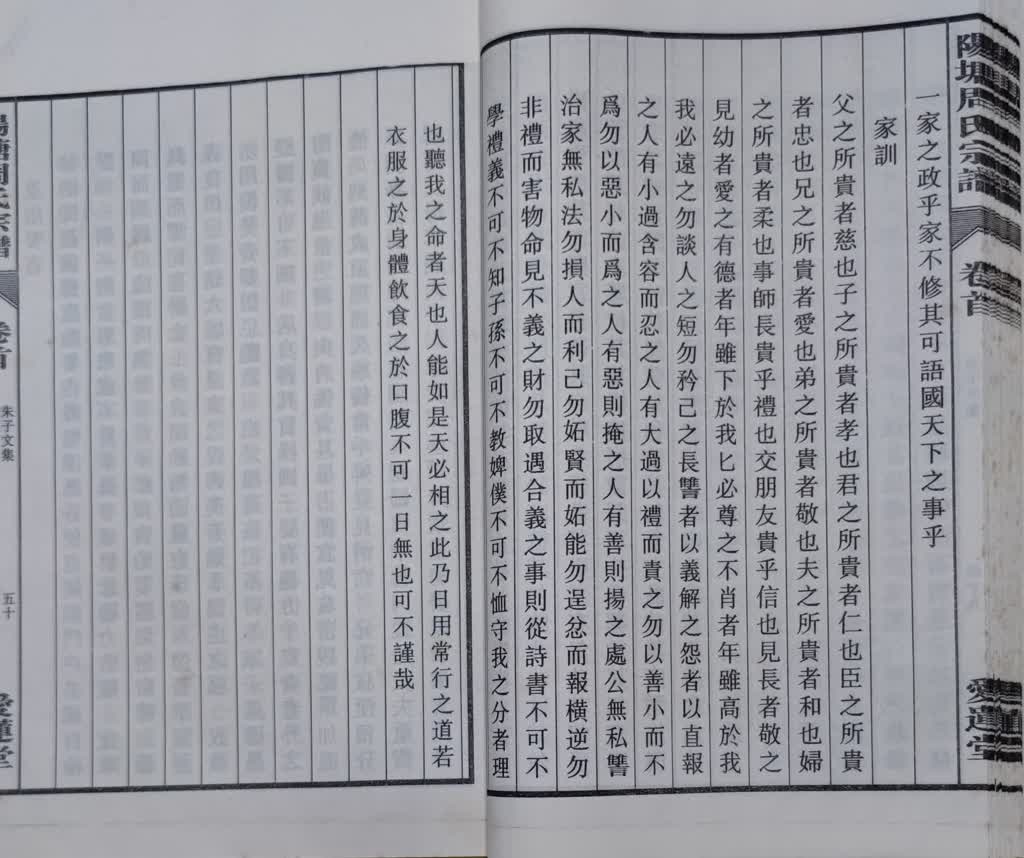 陽塘周氏宗譜
卷首
愛蓮堂
一家之政乎家不修其可語國天下之事乎
家訓
父之所貴者慈也子之所貴者孝也君之所貴者仁也臣之所貴
者忠也兄之所貴者愛也弟之所貴者敬也夫之所貴者和也婦
之所貴者柔也事師長貴乎禮也交朋友貴乎信也見長者敬之
見幼者愛之有德者年雖下於我匕必尊之不肖者年雖高於我
我必遠之勿談人之短勿矜己之長讐者以義解之怨者以直報
之人有小過含容而忍之人有大過以禮而責之勿以善小而不
爲勿以惡小而爲之人有惡則掩之人有善則揚之處公無私讐
治家無私法勿損人而利己勿妬賢而妬能勿逞忿而報橫逆勿
非禮而害物命見不義之財勿取遇合義之事則從詩書不可不
學禮義不可不知子孫不可不教婢僕不可不恤守我之分者理
也聽我之命者天也人能如是天必相之此乃日用常行之道若
衣服之於身體飲食之於口腹不可一日無也可不謹哉
陽塘周氏宗譜
卷首
朱子文集
五十
愛蓮堂